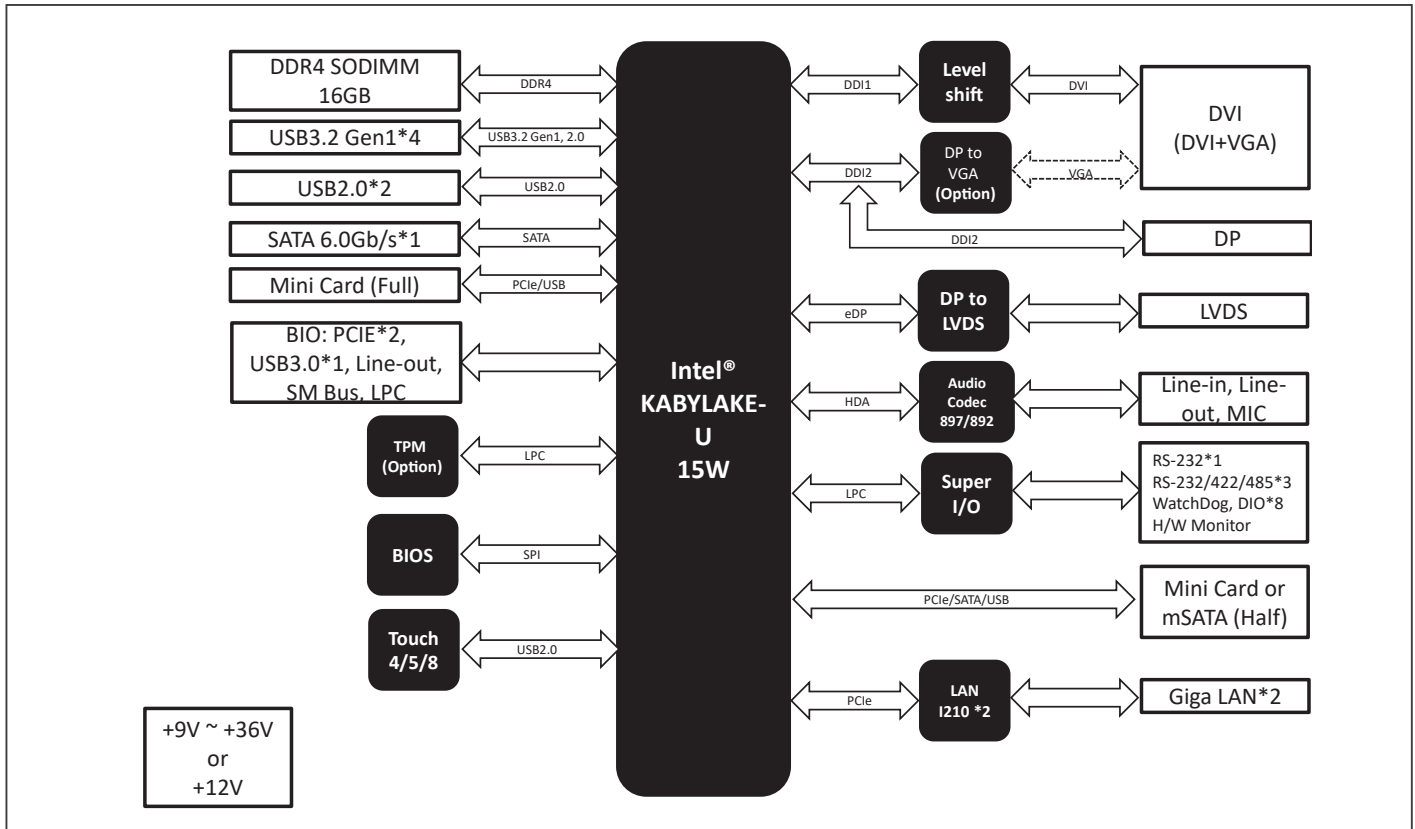 DDR4 SODIMM
16GB
DDR4
USB3.2 Gen1*4
USB3.2 Gen1, 2.0
USB2.0*2
USB2.0
SATA 6.0Gb/s*1
SATA
Mini Card (Full)
PCIe/USB
BIO: PCIE*2,
USB3.0*1, Line-out,
SM Bus, LPC
TPM
(Option)
LPC
BIOS
SPI
Touch
4/5/8
USB2.0
+9V ~ +36V
or
+12V
Intel®
KABYLAKE-
U
15W
DDI1
Level
shift
DVI
DVI
(DVI+VGA)
DDI2
DP to
VGA
(Option)
VGA
DDI2
DP
eDP
DP to
LVDS
LVDS
HDA
Audio
Codec
897/892
Line-in, Line-
out, MIC
LPC
Super
I/O
RS-232*1
RS-232/422/485*3
WatchDog, DIO*8
H/W Monitor
PCIe/SATA/USB
Mini Card or
mSATA (Half)
PCIe
LAN
I210 *2
Giga LAN*2